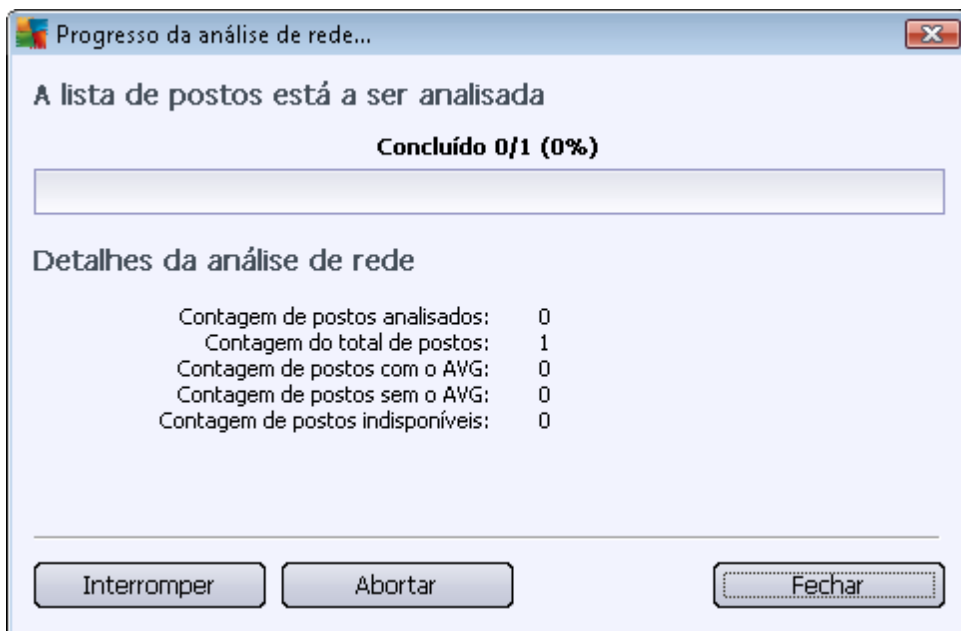 Progresso da análise de rede...
A lista de postos está a ser analisada
Concluído 0/1 (0%)
Detalhes da análise de rede
Contagem de postos analisados: 0
Contagem do total de postos: 1
Contagem de postos com o AVG: 0
Contagem de postos sem o AVG: 0
Contagem de postos indisponíveis: 0
Interromper Abortar Fechar